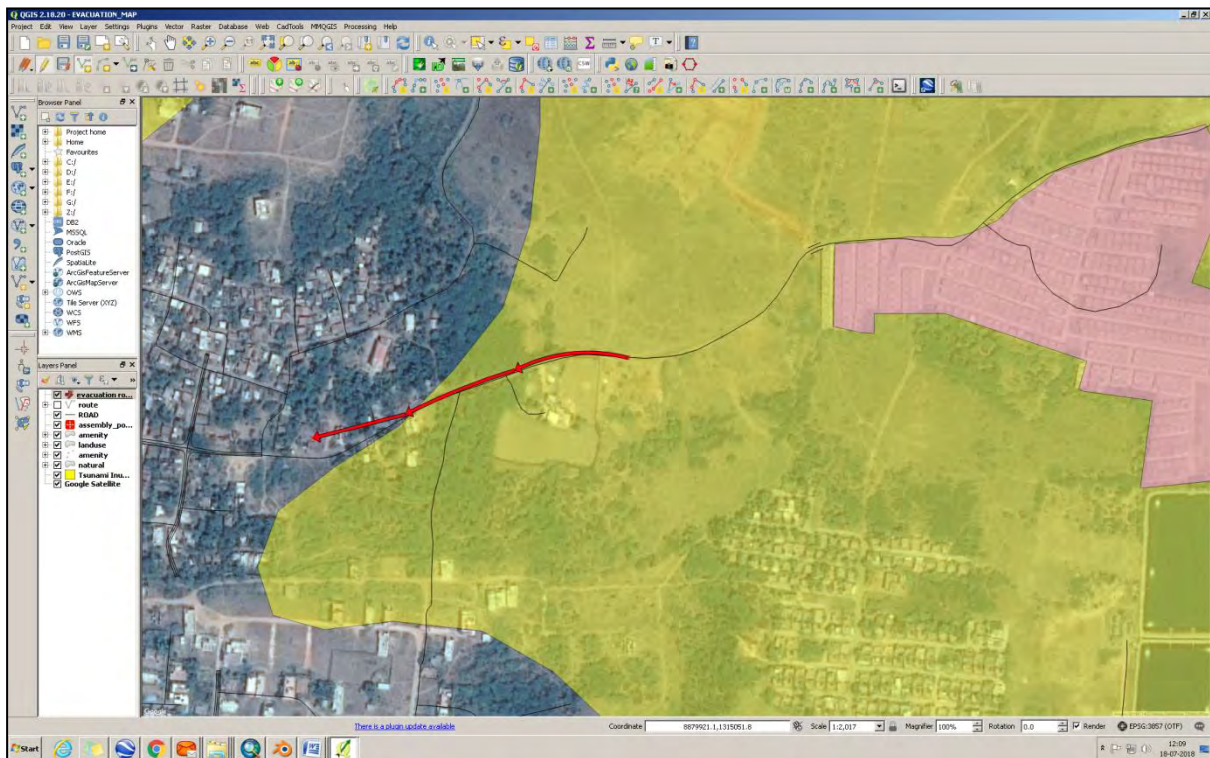 QGIS 2.18.20 - EVACUATION_MAP
Project Edit View Layer Settings Plugins Vector Raster Database Web CadTools MMQGIS Processing Help
Browser Panel
Project home
Home
Favourites
C:/
D:/
E:/
F:/
G:/
Z:/
DB2
MSSQL
Oracle
PostGIS
SpatiaLite
ArcGisFeatureServer
ArcGisMapServer
OWS
Tile Server (XYZ)
WCS
WFS
WMS
Layers Panel
evacuation ro...
route
ROAD
assembly_po...
amenity
landuse
amenity
natural
Tsunami Inu...
Google Satellite
There is a plugin update available
Coordinate 8879921.1,1315051.8 Scale 1:2,017 Magnifier 100% Rotation 0.0 Render EPSG:3857 (OTF)
Start
12:09
18-07-2018